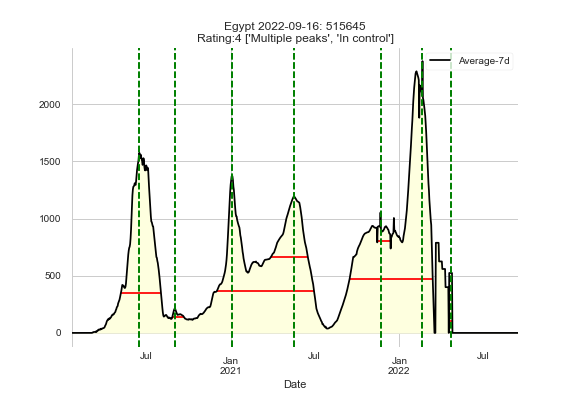 Egypt 2022-09-16: 515645
Rating:4 ['Multiple peaks', 'In control']
Average-7d
2000
1500
1000
500
0
Jul
Jan
2021
Jul
Jan
2022
Jul
Date